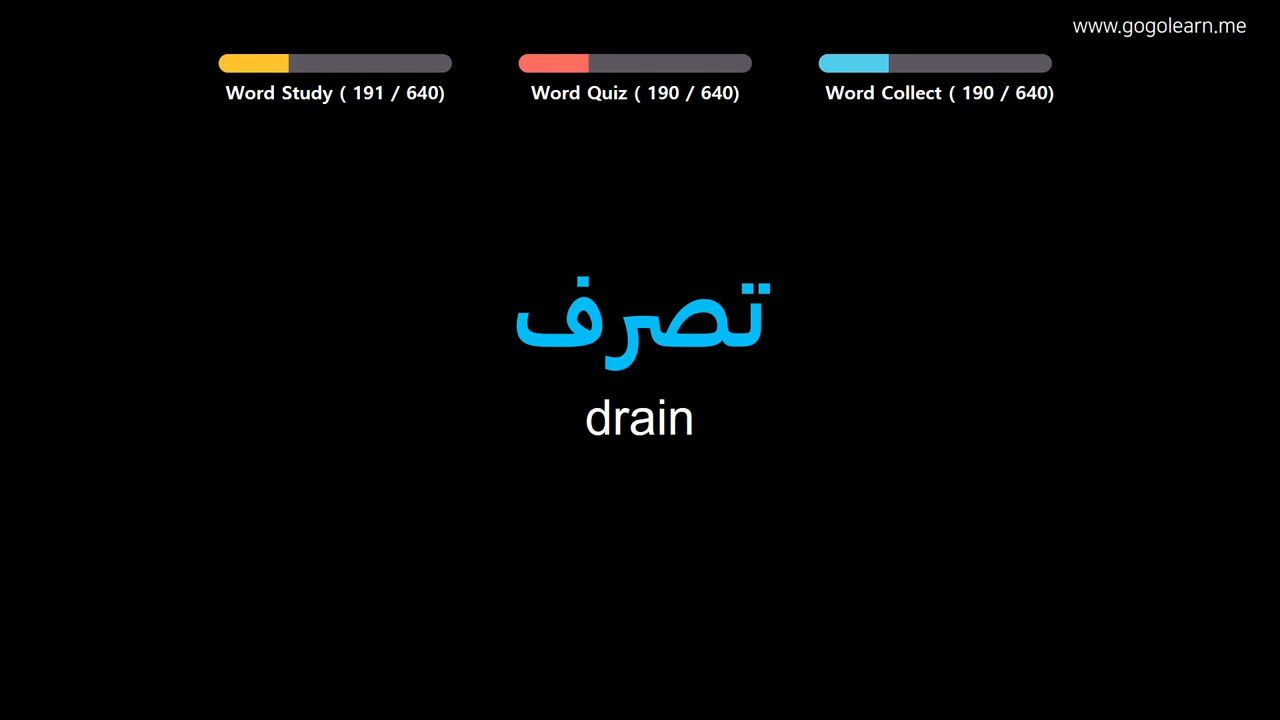 www.gogolearn.me
Word Study ( 191 / 640)
Word Quiz ( 190 / 640)
Word Collect ( 190 / 640)
تصرف
drain